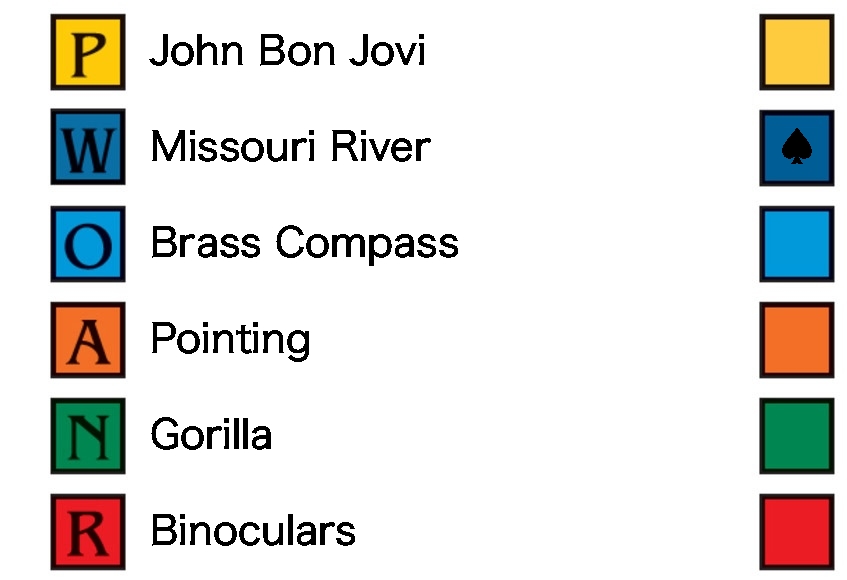 P John Bon Jovi
W Missouri River ♠
O Brass Compass
A Pointing
N Gorilla
R Binoculars